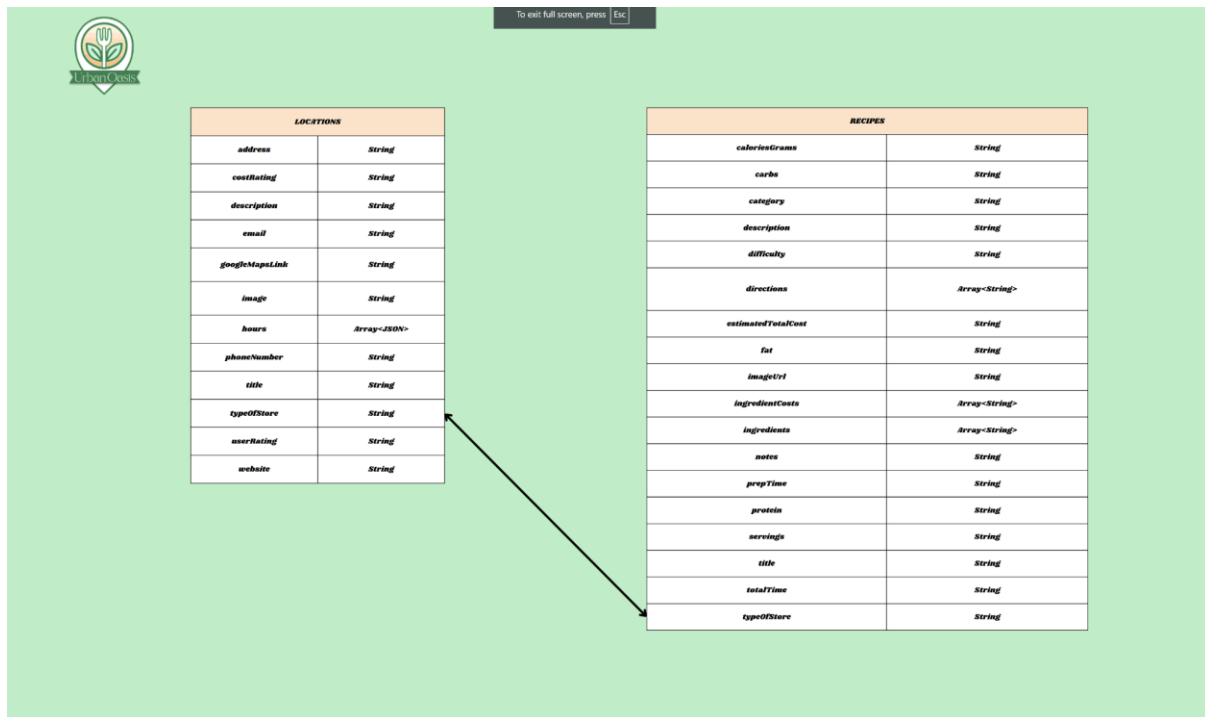 To exit full screen, press Esc
UrbanOasis
LOCATIONS
address String
costRating String
description String
email String
googleMapsLink String
image String
hours Array<JSON>
phoneNumber String
title String
typeOfStore String
userRating String
website String
RECIPES
caloriesGrams String
carbs String
category String
description String
difficulty String
directions Array<String>
estimatedTotalCost String
fat String
imageUrl String
ingredientCosts Array<String>
ingredients Array<String>
notes String
prepTime String
protein String
servings String
title String
totalTime String
typeOfStore String